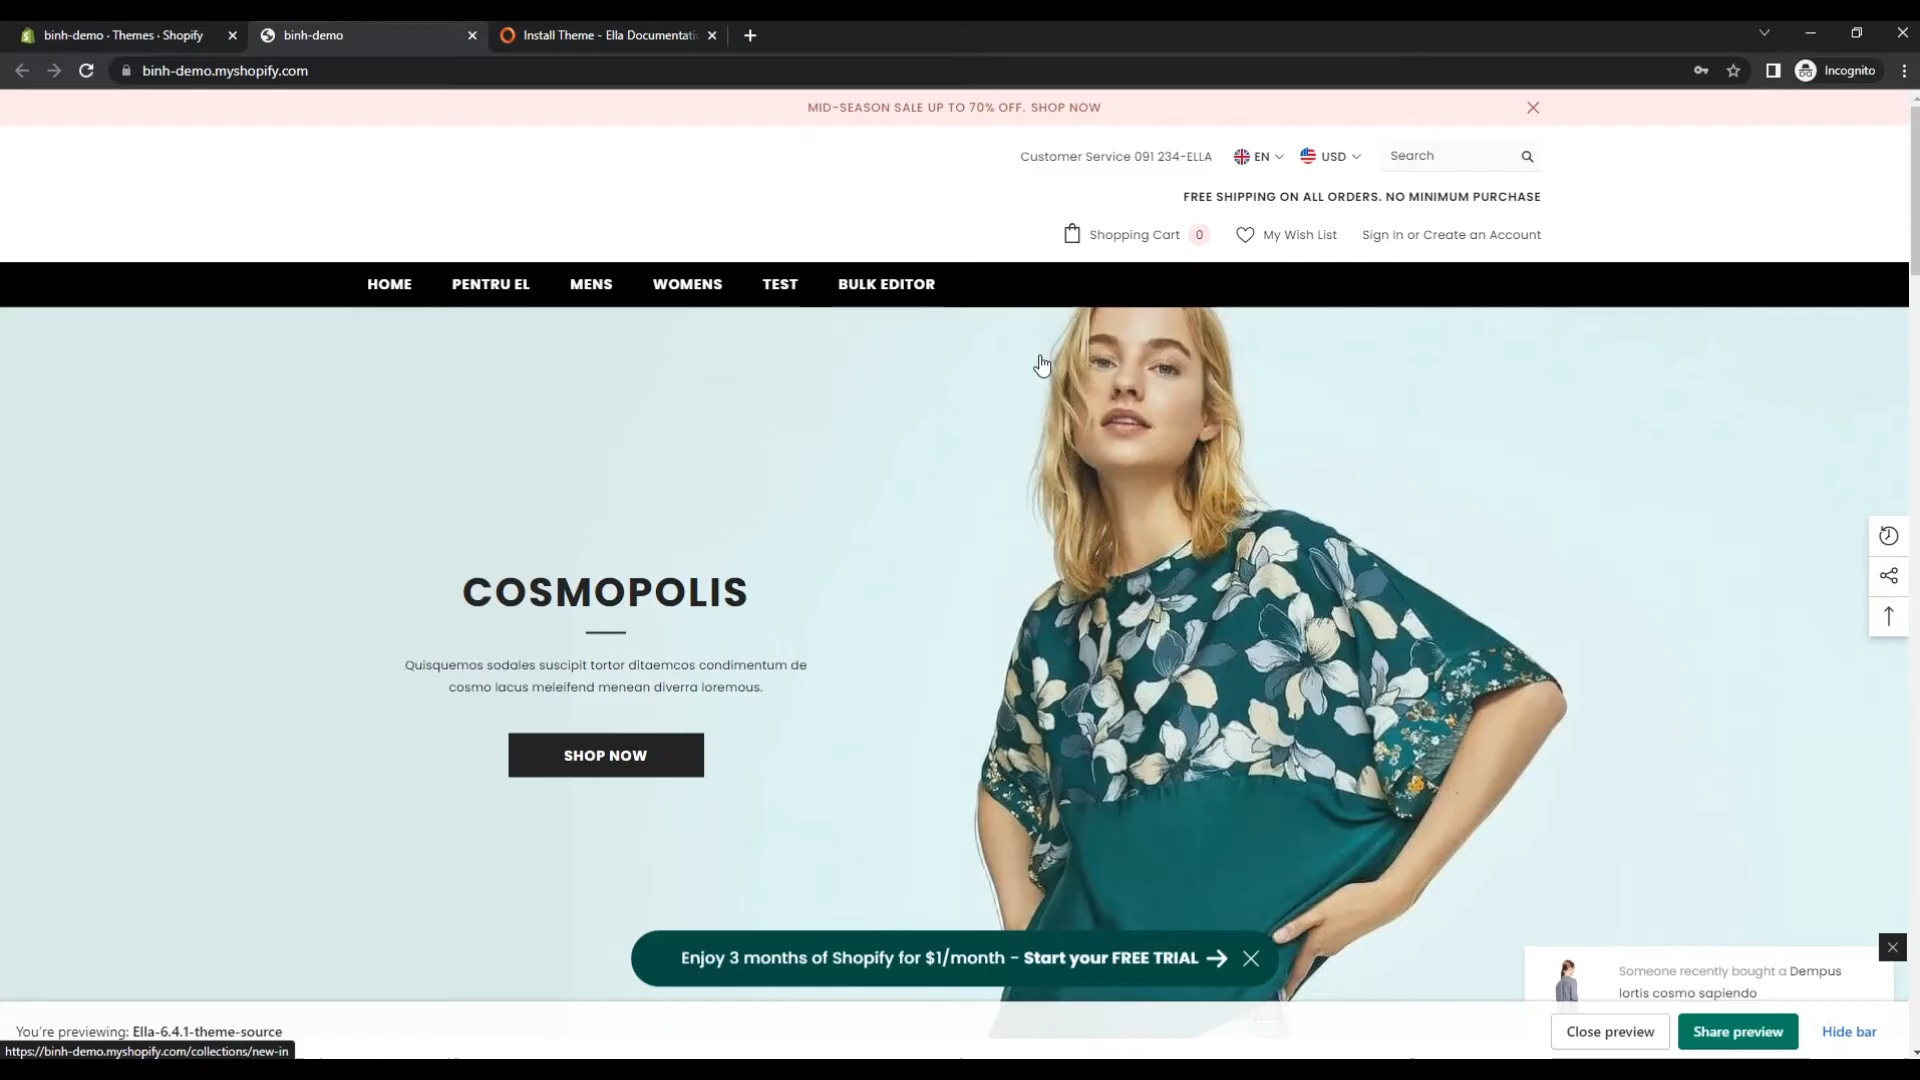 binh-demo · Themes · Shopify
binh-demo
Install Theme - Ella Documentati
binh-demo.myshopify.com
Incognito
MID-SEASON SALE UP TO 70% OFF. SHOP NOW
Customer Service 091 234-ELLA
EN
USD
Search
FREE SHIPPING ON ALL ORDERS. NO MINIMUM PURCHASE
Shopping Cart 0
My Wish List
Sign In or Create an Account
HOME
PENTRU EL
MENS
WOMENS
TEST
BULK EDITOR
COSMOPOLIS
Quisquemos sodales suscipit tortor ditaemcos condimentum de
cosmo lacus meleifend menean diverra loremous.
SHOP NOW
Enjoy 3 months of Shopify for $1/month - Start your FREE TRIAL
Someone recently bought a Dempus
lortis cosmo sapiendo
You're previewing: Ella-6.4.1-theme-source
Close preview
Share preview
Hide bar
https://binh-demo.myshopify.com/collections/new-in